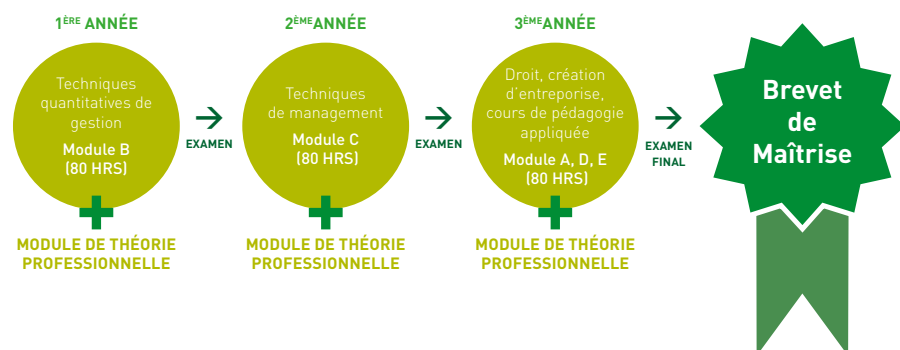 1ÈRE ANNÉE
Techniques
quantitatives de
gestion
Module B
(80 HRS)
MODULE DE THÉORIE
PROFESSIONNELLE
EXAMEN
2ÈME ANNÉE
Techniques
de management
Module C
(80 HRS)
MODULE DE THÉORIE
PROFESSIONNELLE
EXAMEN
3ÈME ANNÉE
Droit, création
d’entreporise,
cours de pédagogie
appliquée
Module A, D, E
(80 HRS)
MODULE DE THÉORIE
PROFESSIONNELLE
EXAMEN
FINAL
Brevet
de
Maîtrise